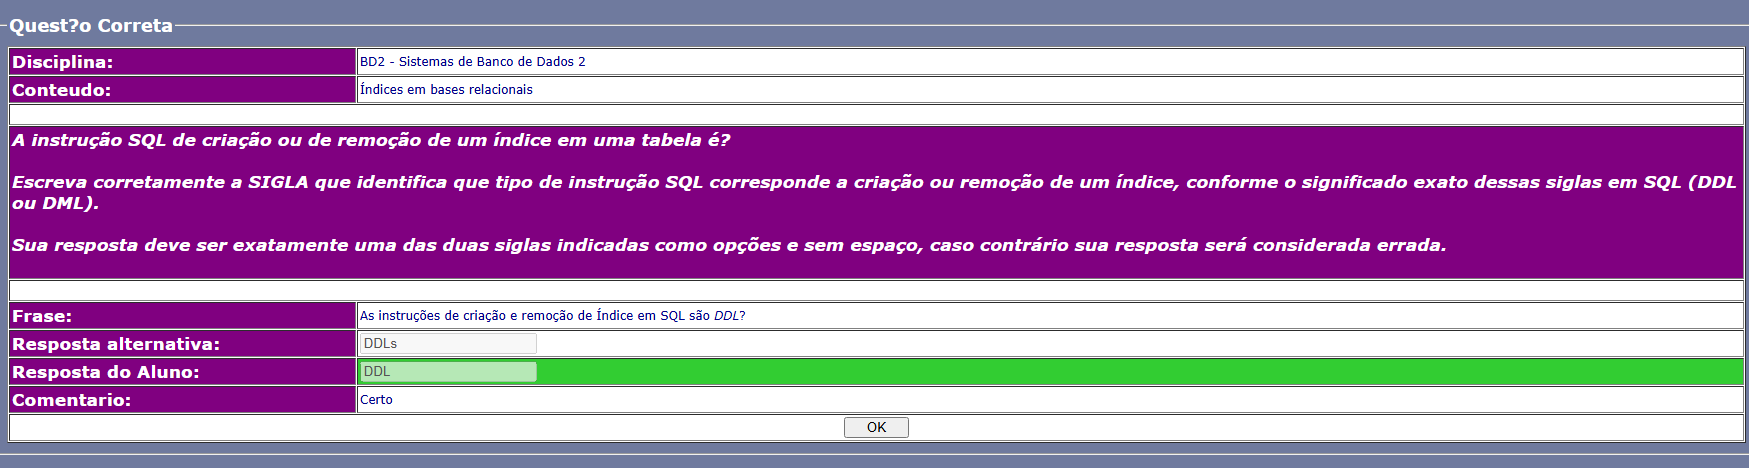 Quest?o Correta
Disciplina: BD2 - Sistemas de Banco de Dados 2
Conteudo: Índices em bases relacionais
A instrução SQL de criação ou de remoção de um índice em uma tabela é?
Escreva corretamente a SIGLA que identifica que tipo de instrução SQL corresponde a criação ou remoção de um índice, conforme o significado exato dessas siglas em SQL (DDL
ou DML).
Sua resposta deve ser exatamente uma das duas siglas indicadas como opções e sem espaço, caso contrário sua resposta será considerada errada.
Frase: As instruções de criação e remoção de Índice em SQL são DDL?
Resposta alternativa: DDLs
Resposta do Aluno: DDL
Comentario: Certo
OK